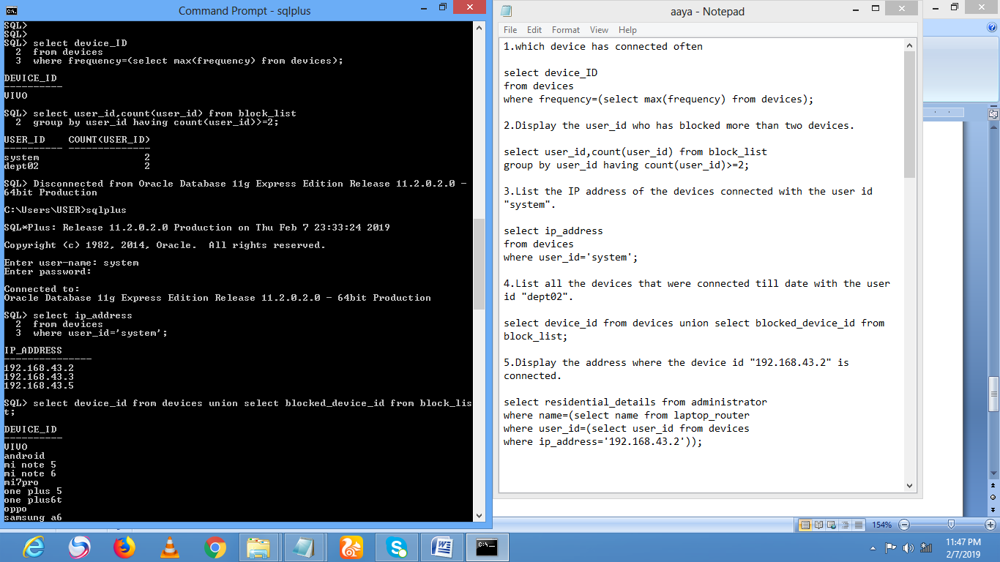 Command Prompt - sqlplus
SQL>
SQL>
SQL> select device_ID
2 from devices
3 where frequency=(select max(frequency) from devices);
DEVICE_ID
----------
VIVO
SQL> select user_id,count(user_id) from block_list
2 group by user_id having count(user_id)>=2;
USER_ID COUNT(USER_ID)
---------- --------------
system 2
dept02 2
SQL> Disconnected from Oracle Database 11g Express Edition Release 11.2.0.2.0 -
64bit Production
C:\Users\USER>sqlplus
SQL*Plus: Release 11.2.0.2.0 Production on Thu Feb 7 23:33:24 2019
Copyright (c) 1982, 2014, Oracle. All rights reserved.
Enter user-name: system
Enter password:
Connected to:
Oracle Database 11g Express Edition Release 11.2.0.2.0 - 64bit Production
SQL> select ip_address
2 from devices
3 where user_id='system';
IP_ADDRESS
---------------
192.168.43.2
192.168.43.3
192.168.43.5
SQL> select device_id from devices union select blocked_device_id from block_lis
t;
DEVICE_ID
----------
VIVO
android
mi note 5
mi note 6
mi7pro
one plus 5
one plus6t
oppo
samsung a6
aaya - Notepad
File Edit Format View Help
1.which device has connected often
select device_ID
from devices
where frequency=(select max(frequency) from devices);
2.Display the user_id who has blocked more than two devices.
select user_id,count(user_id) from block_list
group by user_id having count(user_id)>=2;
3.List the IP address of the devices connected with the user id
"system".
select ip_address
from devices
where user_id='system';
4.List all the devices that were connected till date with the user
id "dept02".
select device_id from devices union select blocked_device_id from
block_list;
5.Display the address where the device id "192.168.43.2" is
connected.
select residential_details from administrator
where name=(select name from laptop_router
where user_id=(select user_id from devices
where ip_address='192.168.43.2'));
154%
11:47 PM
2/7/2019